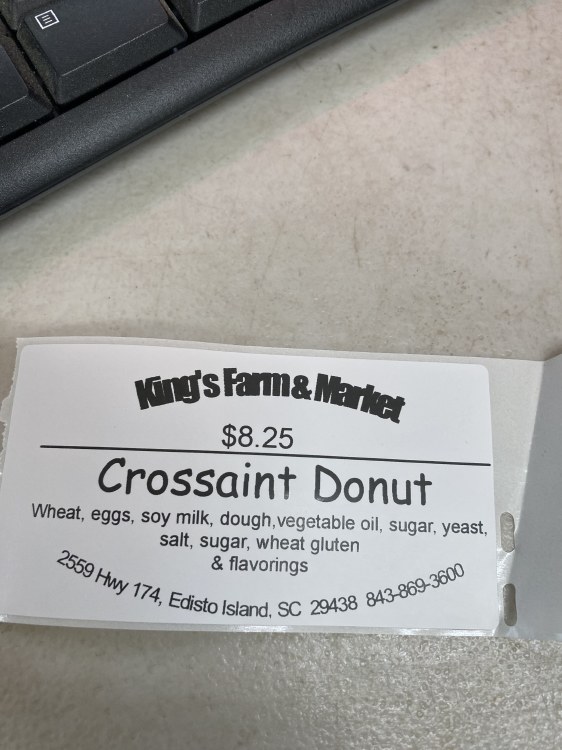 King's Farm & Market
$8.25
Crossaint Donut
Wheat, eggs, soy milk, dough,vegetable oil, sugar, yeast,
salt, sugar, wheat gluten
& flavorings
2559 Hwy 174, Edisto Island, SC 29438 843-869-3600